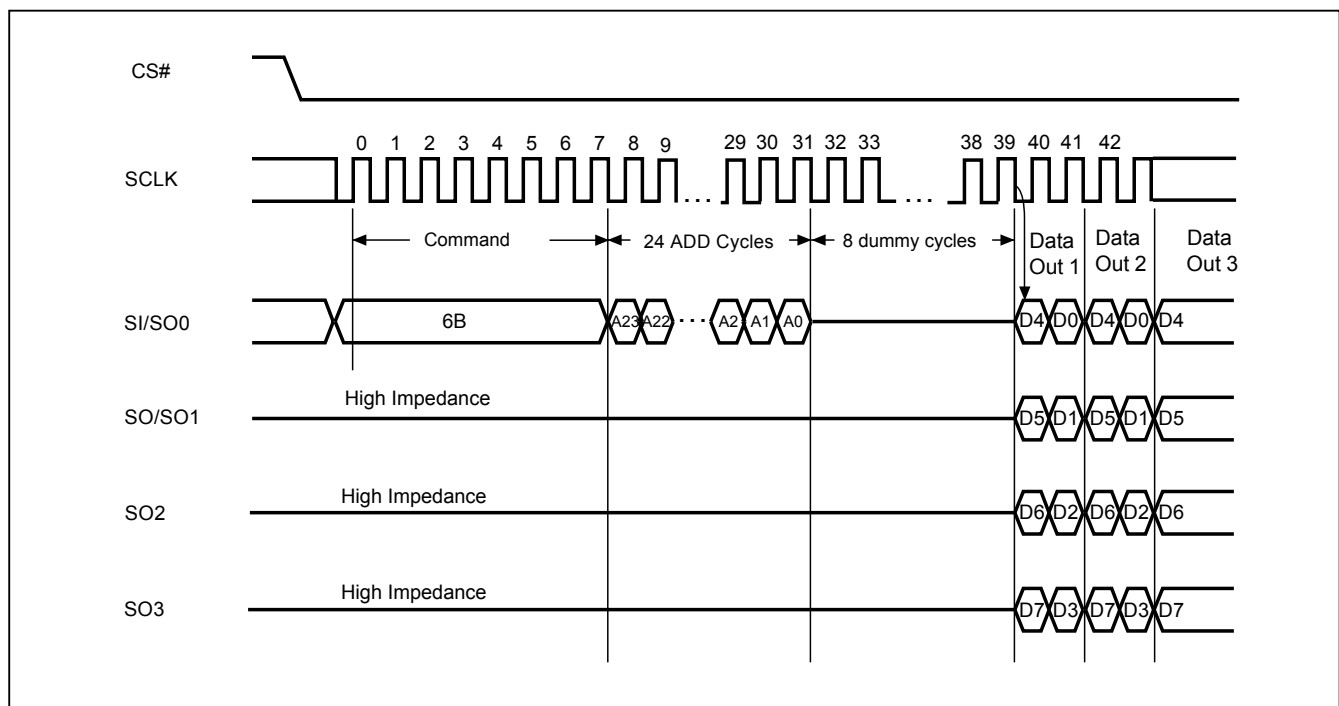 CS#
0 1 2 3 4 5 6 7 8 9 29 30 31 32 33 38 39 40 41 42
SCLK
Command 24 ADD Cycles 8 dummy cycles
Data Out 1
Data Out 2
Data Out 3
SI/SO0 6B A23 A22 A2 A1 A0 D4 D0 D4 D0 D4
High Impedance
SO/SO1 D5 D1 D5 D1 D5
High Impedance
SO2 D6 D2 D6 D2 D6
High Impedance
SO3 D7 D3 D7 D3 D7